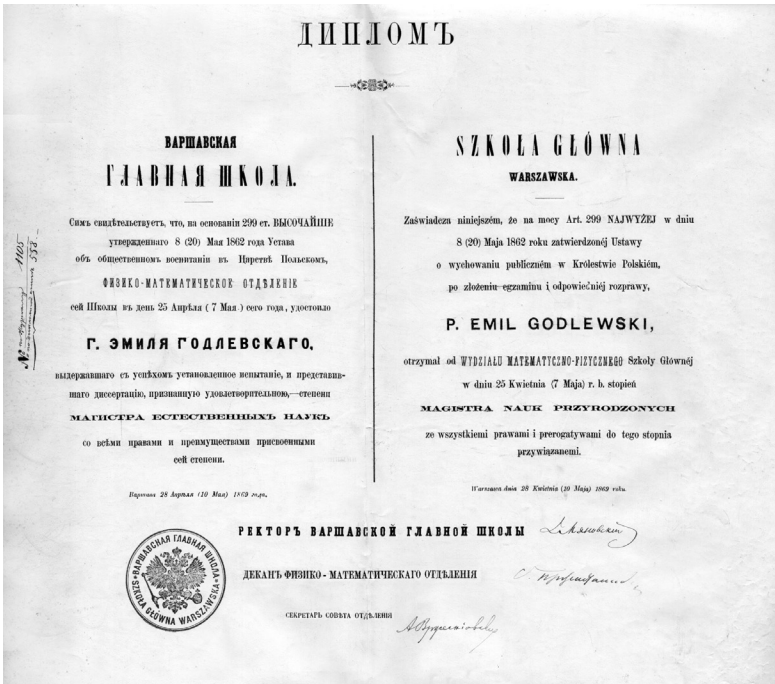 ДИПЛОМЪ
ВАРШАВСКАЯ
ГЛАВНАЯ ШКОЛА.
Симъ свидѣтельствуетъ, что, на основаніи 299 ст. ВЫСОЧАЙШЕ
утвержденнаго 8 (20) Мая 1862 года Устава
объ общественномъ воспитаніи въ Царствѣ Польскомъ,
ФИЗИКО-МАТЕМАТИЧЕСКОЕ ОТДѢЛЕНІЕ
сей Школы въ день 25 Апрѣля (7 Мая) сего года, удостоило
Г. ЭМИЛЯ ГОДЛЕВСКАГО,
выдержавшаго съ успѣхомъ установленное испытаніе, и представив-
шаго диссертацію, признанную удовлетворительною,—степени
МАГИСТРА ЕСТЕСТВЕННЫХЪ НАУКЪ
со всѣми правами и преимуществами присвоенными
сей степени.
Варшава 28 Апрѣля (10 Мая) 1869 года.
SZKOŁA GŁÓWNA
WARSZAWSKA.
Zaświadcza niniejszém, że na mocy Art. 299 NAJWYŻEJ w dniu
8 (20) Maja 1862 roku zatwierdzonéj Ustawy
o wychowaniu publiczném w Królestwie Polskiém,
po złożeniu egzaminu i odpowiedniéj rozprawy,
P. EMIL GODLEWSKI,
otrzymał od WYDZIAŁU MATEMATYCZNO-FIZYCZNEGO Szkoły Głównéj
w dniu 25 Kwietnia (7 Maja) r. b. stopień
MAGISTRA NAUK PRZYRODZONYCH
ze wszystkiemi prawami i prerogatywami do tego stopnia
przywiązanemi.
Warszawa dnia 28 Kwietnia (10 Maja) 1869 roku.
РЕКТОРЪ ВАРШАВСКОЙ ГЛАВНОЙ ШКОЛЫ
ДЕКАНЪ ФИЗИКО-МАТЕМАТИЧЕСКАГО ОТДѢЛЕНІЯ
СЕКРЕТАРЬ СОВѢТА ОТДѢЛЕНІЯ
ВАРШАВСКАЯ ГЛАВНАЯ ШКОЛА
SZKOŁA GŁÓWNA WARSZAWSKA
№ 1105
558